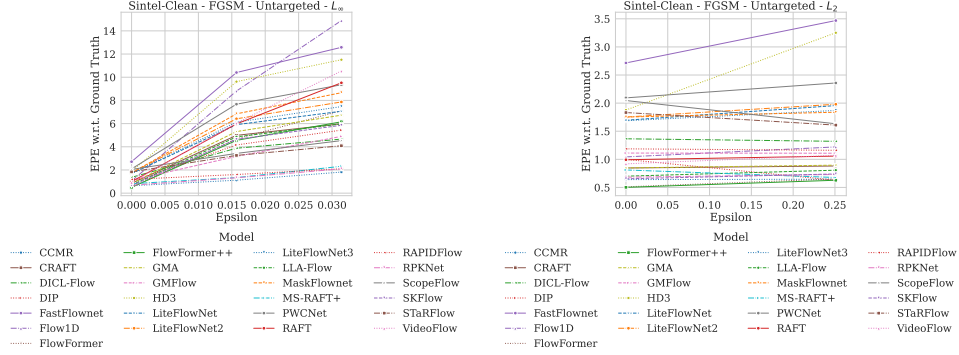 Sintel-Clean - FGSM - Untargeted - L∞
EPE w.r.t. Ground Truth
14
12
10
8
6
4
2
0
0.000 0.005 0.010 0.015 0.020 0.025 0.030
Epsilon
Model
CCMR FlowFormer++ LiteFlowNet3 RAPIDFlow
CRAFT GMA LLA-Flow RPKNet
DICL-Flow GMFlow MaskFlownet ScopeFlow
DIP HD3 MS-RAFT+ SKFlow
FastFlownet LiteFlowNet PWCNet STaRFlow
Flow1D LiteFlowNet2 RAFT VideoFlow
FlowFormer
Sintel-Clean - FGSM - Untargeted - L2
EPE w.r.t. Ground Truth
3.5
3.0
2.5
2.0
1.5
1.0
0.5
0.00 0.05 0.10 0.15 0.20 0.25
Epsilon
Model
CCMR FlowFormer++ LiteFlowNet3 RAPIDFlow
CRAFT GMA LLA-Flow RPKNet
DICL-Flow GMFlow MaskFlownet ScopeFlow
DIP HD3 MS-RAFT+ SKFlow
FastFlownet LiteFlowNet PWCNet STaRFlow
Flow1D LiteFlowNet2 RAFT VideoFlow
FlowFormer